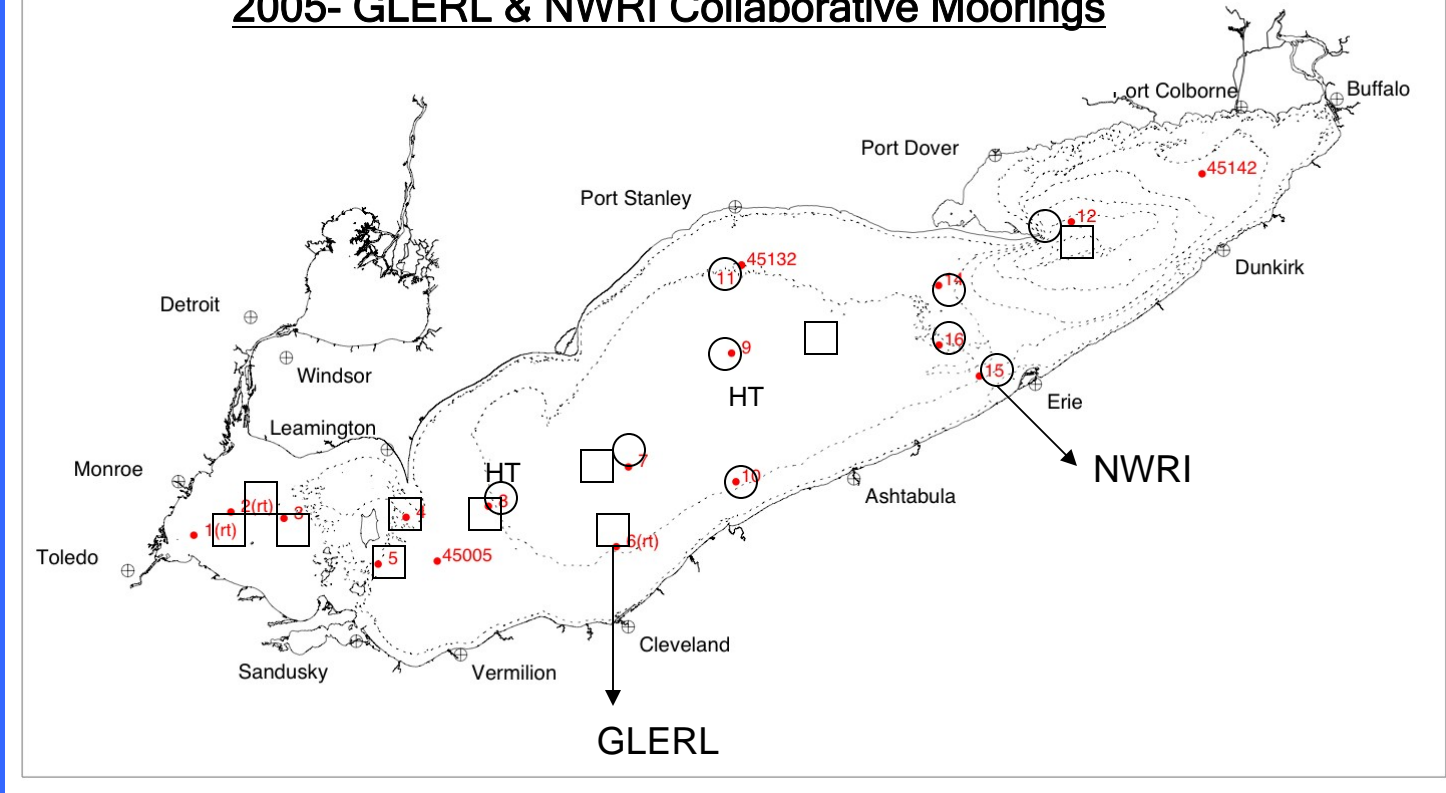 2005- GLERL & NWRI Collaborative Moorings
ort Colborne
Buffalo
Port Dover
45142
Port Stanley
12
45132
Dunkirk
11
14
Detroit
16
9
15
Windsor
HT
Erie
Leamington
7
NWRI
Monroe
HT
10
Ashtabula
8
2(rt)
3
4
1(rt)
6(rt)
Toledo
5
45005
Cleveland
Sandusky
Vermilion
GLERL